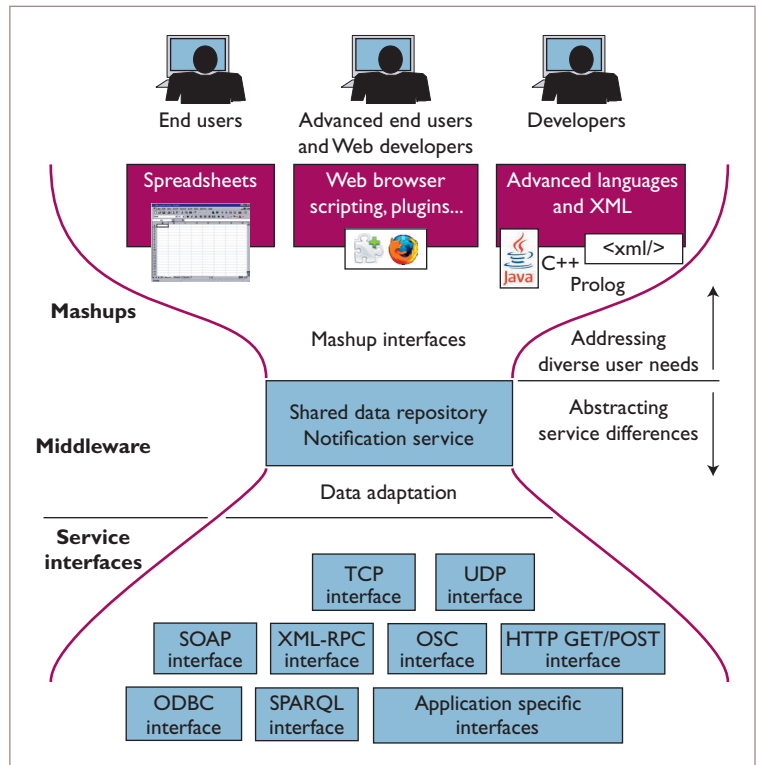 End users
Advanced end users
and Web developers
Developers
Spreadsheets
Web browser
scripting, plugins...
Advanced languages
and XML
Java
C++
<xml/>
Prolog
Mashups
Mashup interfaces
Addressing
diverse user needs
Shared data repository
Notification service
Abstracting
service differences
Middleware
Data adaptation
Service
interfaces
TCP
interface
UDP
interface
SOAP
interface
XML-RPC
interface
OSC
interface
HTTP GET/POST
interface
ODBC
interface
SPARQL
interface
Application specific
interfaces